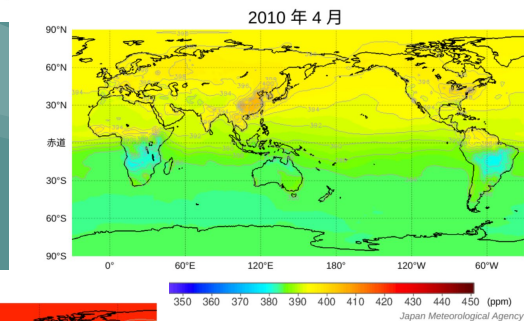 2010 年 4 月
90°N
60°N
30°N
赤道
30°S
60°S
90°S
0° 60°E 120°E 180° 120°W 60°W
350 360 370 380 390 400 410 420 430 440 450 (ppm)
Japan Meteorological Agency